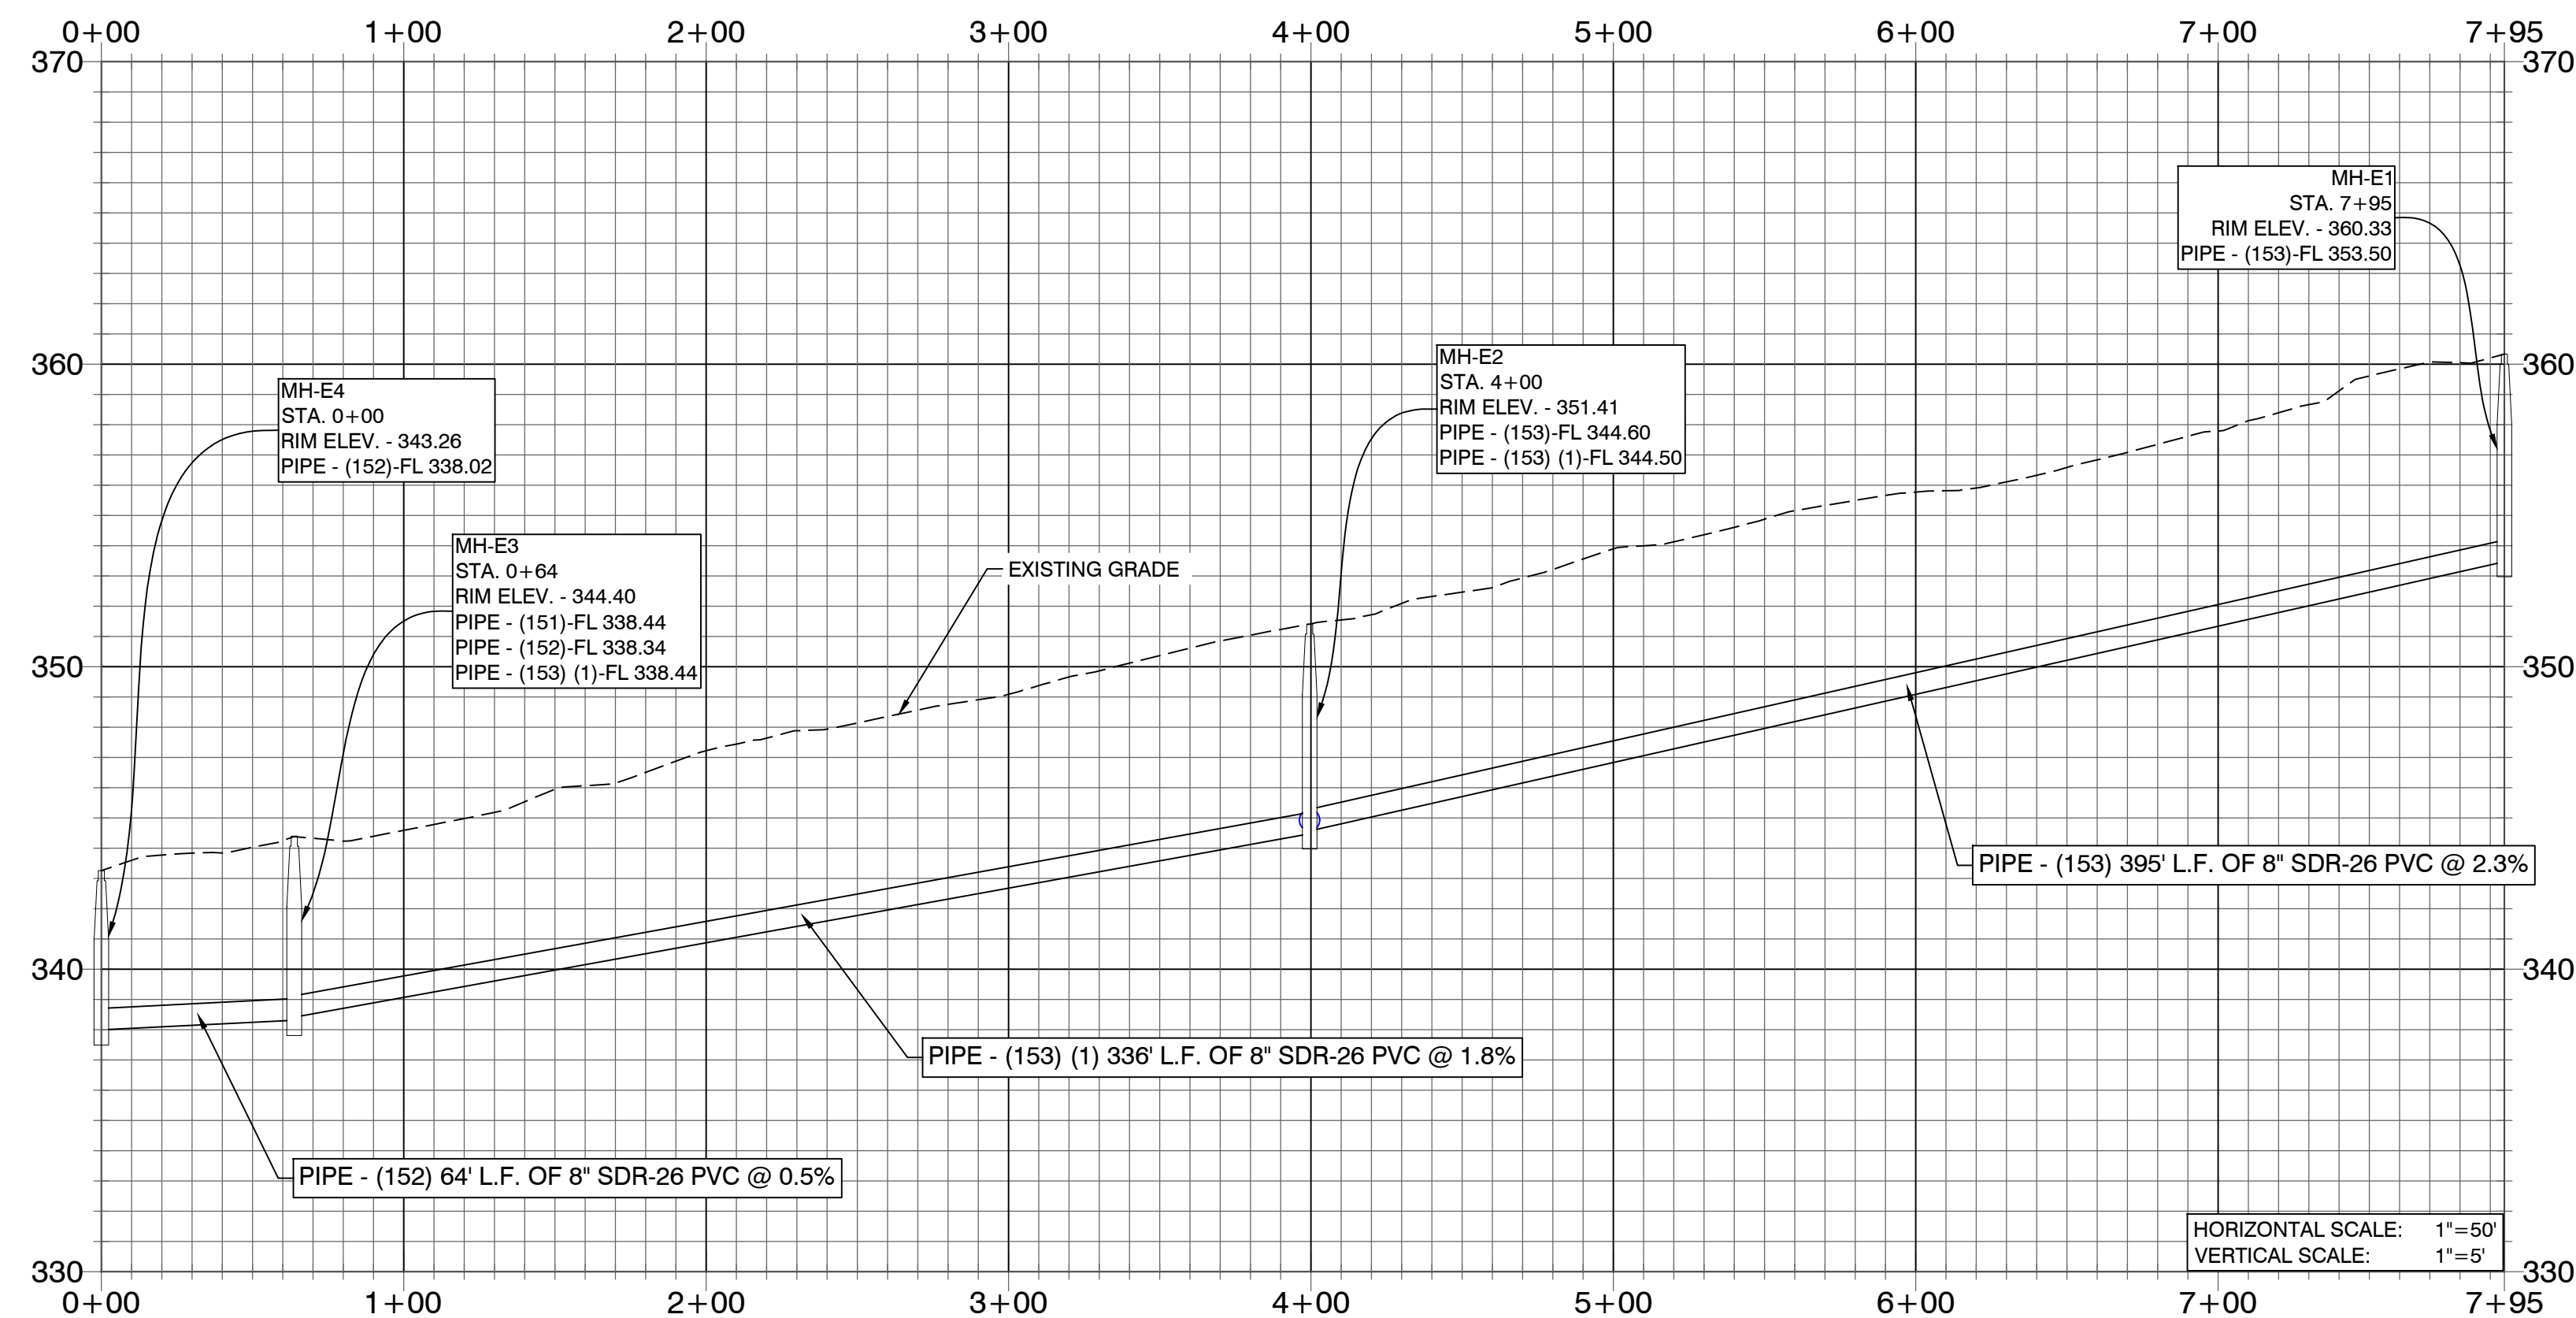 0+00 1+00 2+00 3+00 4+00 5+00 6+00 7+00 7+95
370 370
MH-E1
STA. 7+95
RIM ELEV. - 360.33
PIPE - (153)-FL 353.50
360 360
MH-E4
STA. 0+00
RIM ELEV. - 343.26
PIPE - (152)-FL 338.02
MH-E2
STA. 4+00
RIM ELEV. - 351.41
PIPE - (153)-FL 344.60
PIPE - (153) (1)-FL 344.50
MH-E3
STA. 0+64
RIM ELEV. - 344.40
PIPE - (151)-FL 338.44
PIPE - (152)-FL 338.34
PIPE - (153) (1)-FL 338.44
EXISTING GRADE
350 350
PIPE - (153) 395' L.F. OF 8" SDR-26 PVC @ 2.3%
340 340
PIPE - (153) (1) 336' L.F. OF 8" SDR-26 PVC @ 1.8%
PIPE - (152) 64' L.F. OF 8" SDR-26 PVC @ 0.5%
HORIZONTAL SCALE: 1"=50'
VERTICAL SCALE: 1"=5'
330 330
0+00 1+00 2+00 3+00 4+00 5+00 6+00 7+00 7+95